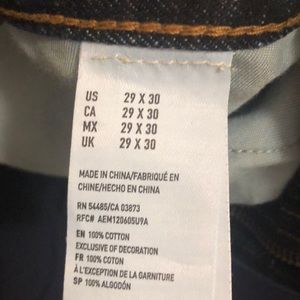 US 29 X 30
CA 29 X 30
MX 29 X 30
UK 29 X 30
MADE IN CHINA/FABRIQUÉ EN
CHINE/HECHO EN CHINA
RN 54485/CA 03873
RFC# AEM120605U9A
EN 100% COTTON
EXCLUSIVE OF DECORATION
FR 100% COTON
À L'EXCEPTION DE LA GARNITURE
SP 100% ALGODÓN